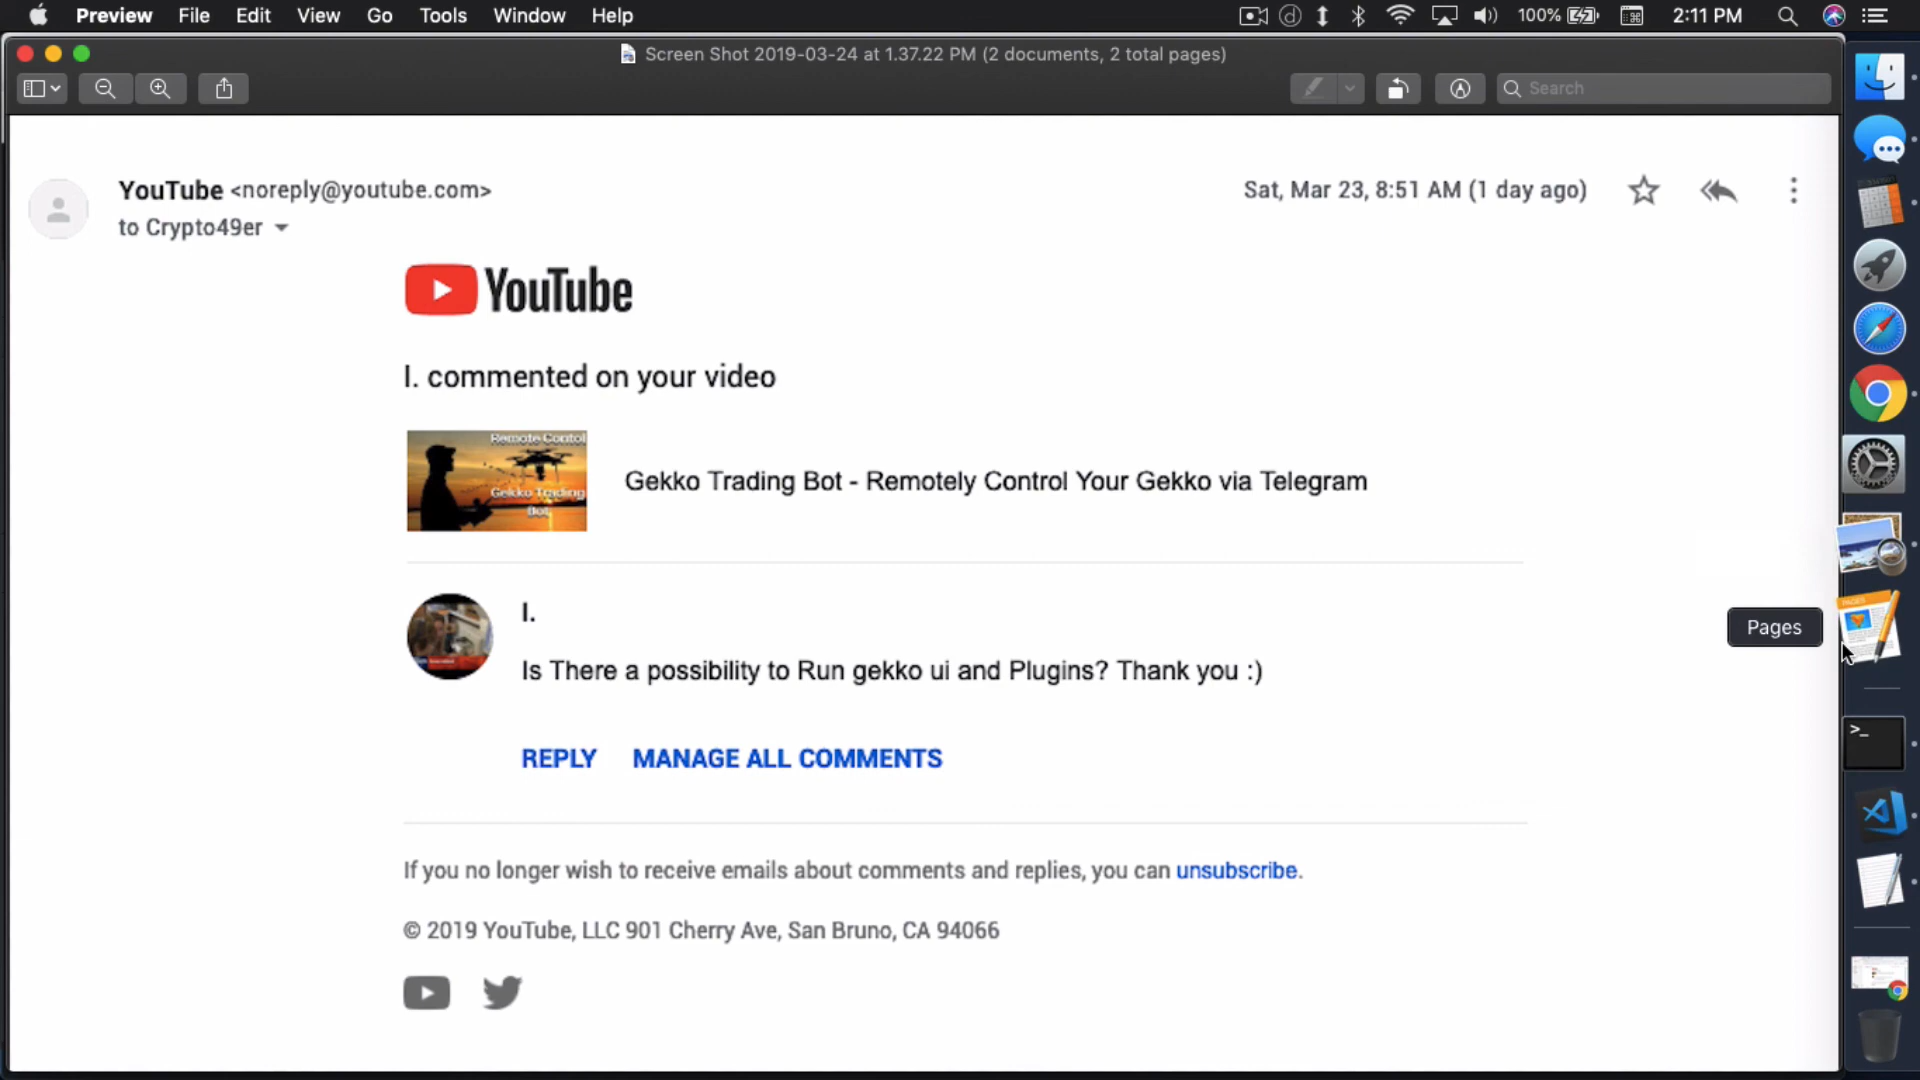 Preview File Edit View Go Tools Window Help 100% 2:11 PM
Screen Shot 2019-03-24 at 1.37.22 PM (2 documents, 2 total pages)
Search
YouTube <noreply@youtube.com> Sat, Mar 23, 8:51 AM (1 day ago)
to Crypto49er
YouTube
I. commented on your video
Remote Contol
Gekko Trading
Bot
Gekko Trading Bot - Remotely Control Your Gekko via Telegram
I.
Pages
Is There a possibility to Run gekko ui and Plugins? Thank you :)
REPLY MANAGE ALL COMMENTS
If you no longer wish to receive emails about comments and replies, you can unsubscribe.
© 2019 YouTube, LLC 901 Cherry Ave, San Bruno, CA 94066